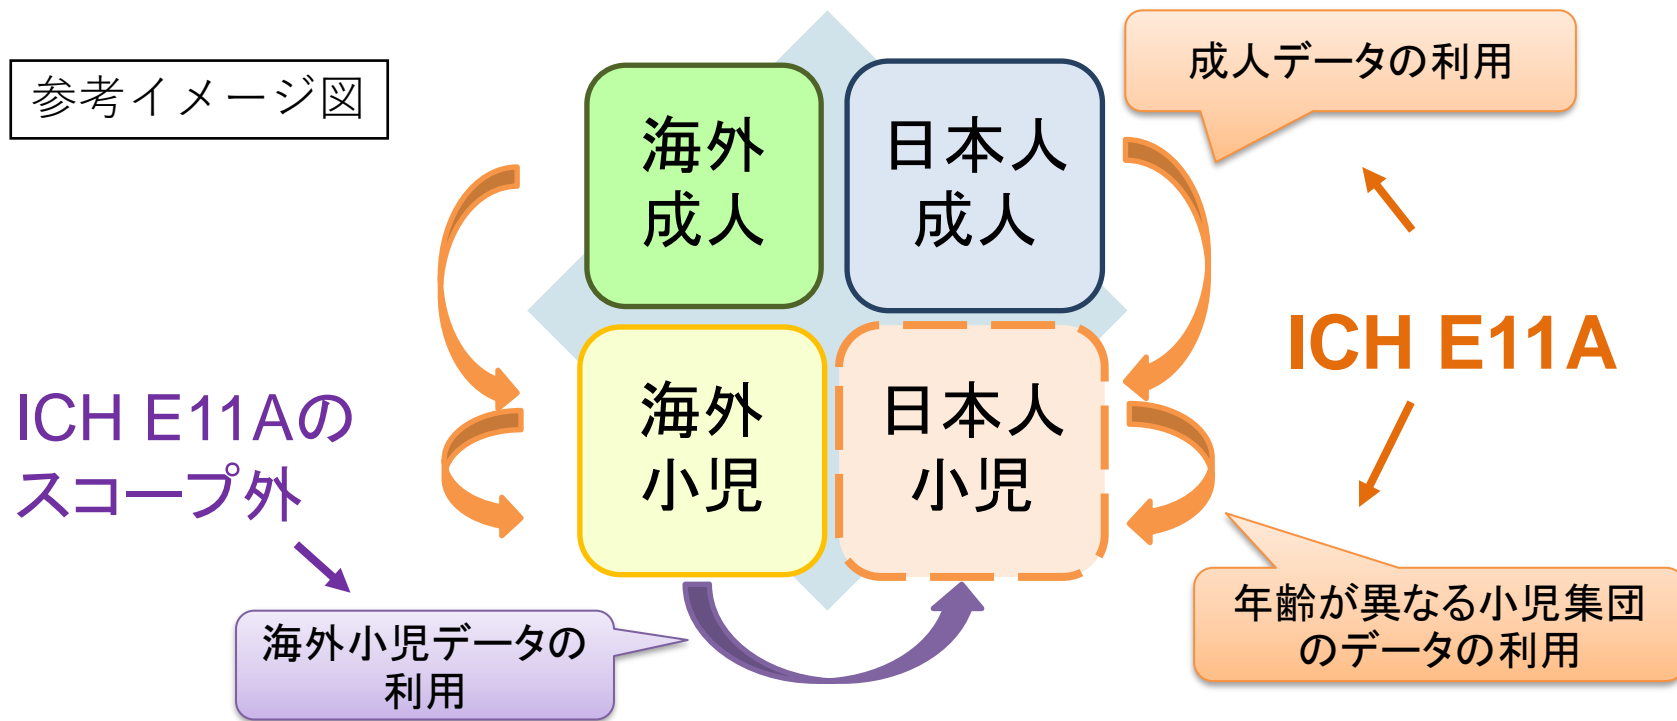 参考イメージ図
成人データの利用
海外
成人
日本人
成人
ICH E11A
ICH E11Aの
スコープ外
海外
小児
日本人
小児
年齢が異なる小児集団
のデータの利用
海外小児データの
利用